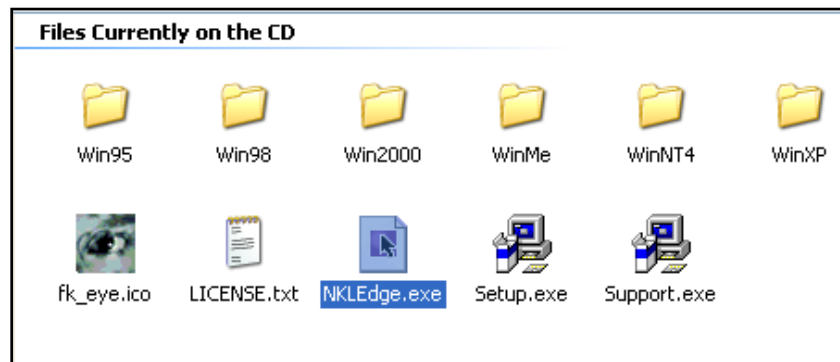 Files Currently on the CD
Win95 Win98 Win2000 WinMe WinNT4 WinXP
fk_eye.ico LICENSE.txt NKLEdge.exe Setup.exe Support.exe